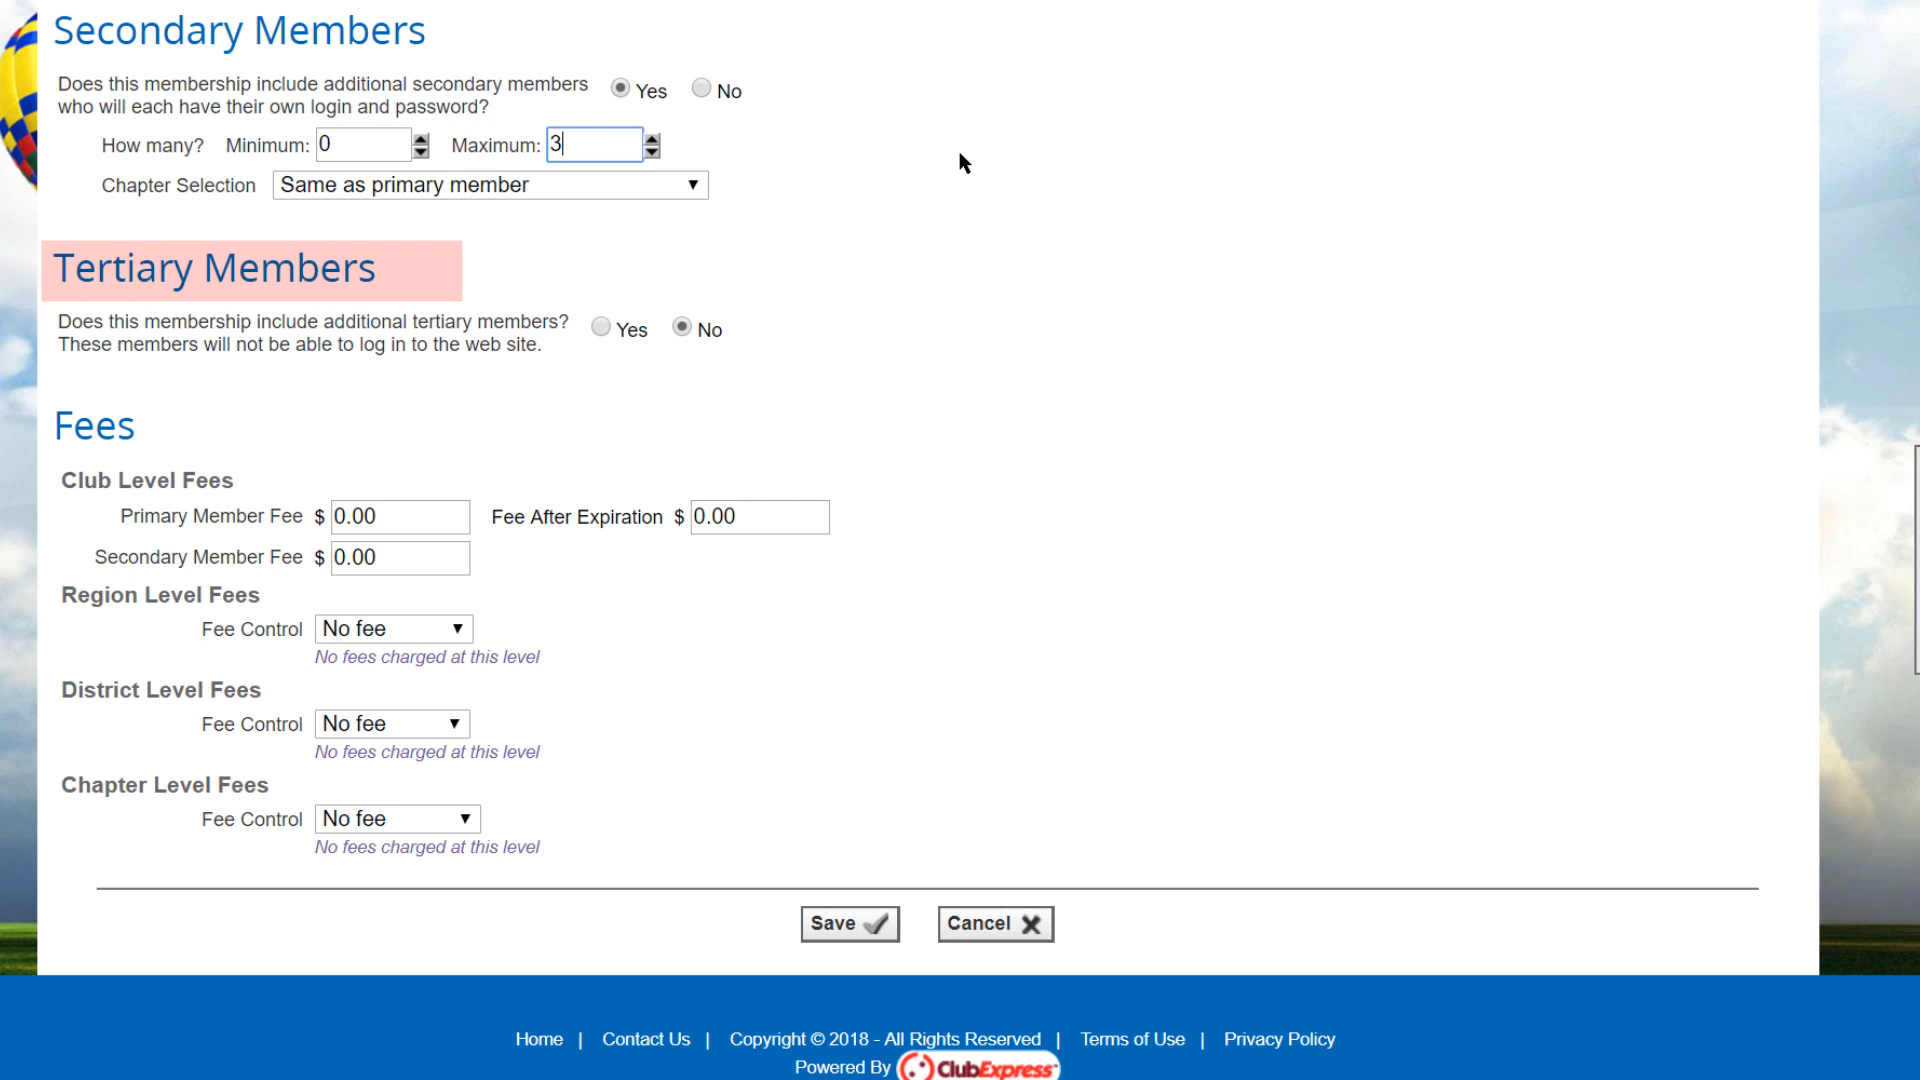 Secondary Members
Does this membership include additional secondary members
who will each have their own login and password?
Yes No
How many? Minimum: 0 Maximum: 3
Chapter Selection Same as primary member
Tertiary Members
Does this membership include additional tertiary members?
These members will not be able to log in to the web site.
Yes No
Fees
Club Level Fees
Primary Member Fee $ 0.00 Fee After Expiration $ 0.00
Secondary Member Fee $ 0.00
Region Level Fees
Fee Control No fee
No fees charged at this level
District Level Fees
Fee Control No fee
No fees charged at this level
Chapter Level Fees
Fee Control No fee
No fees charged at this level
Save Cancel
Home | Contact Us | Copyright © 2018 - All Rights Reserved | Terms of Use | Privacy Policy
Powered By ClubExpress